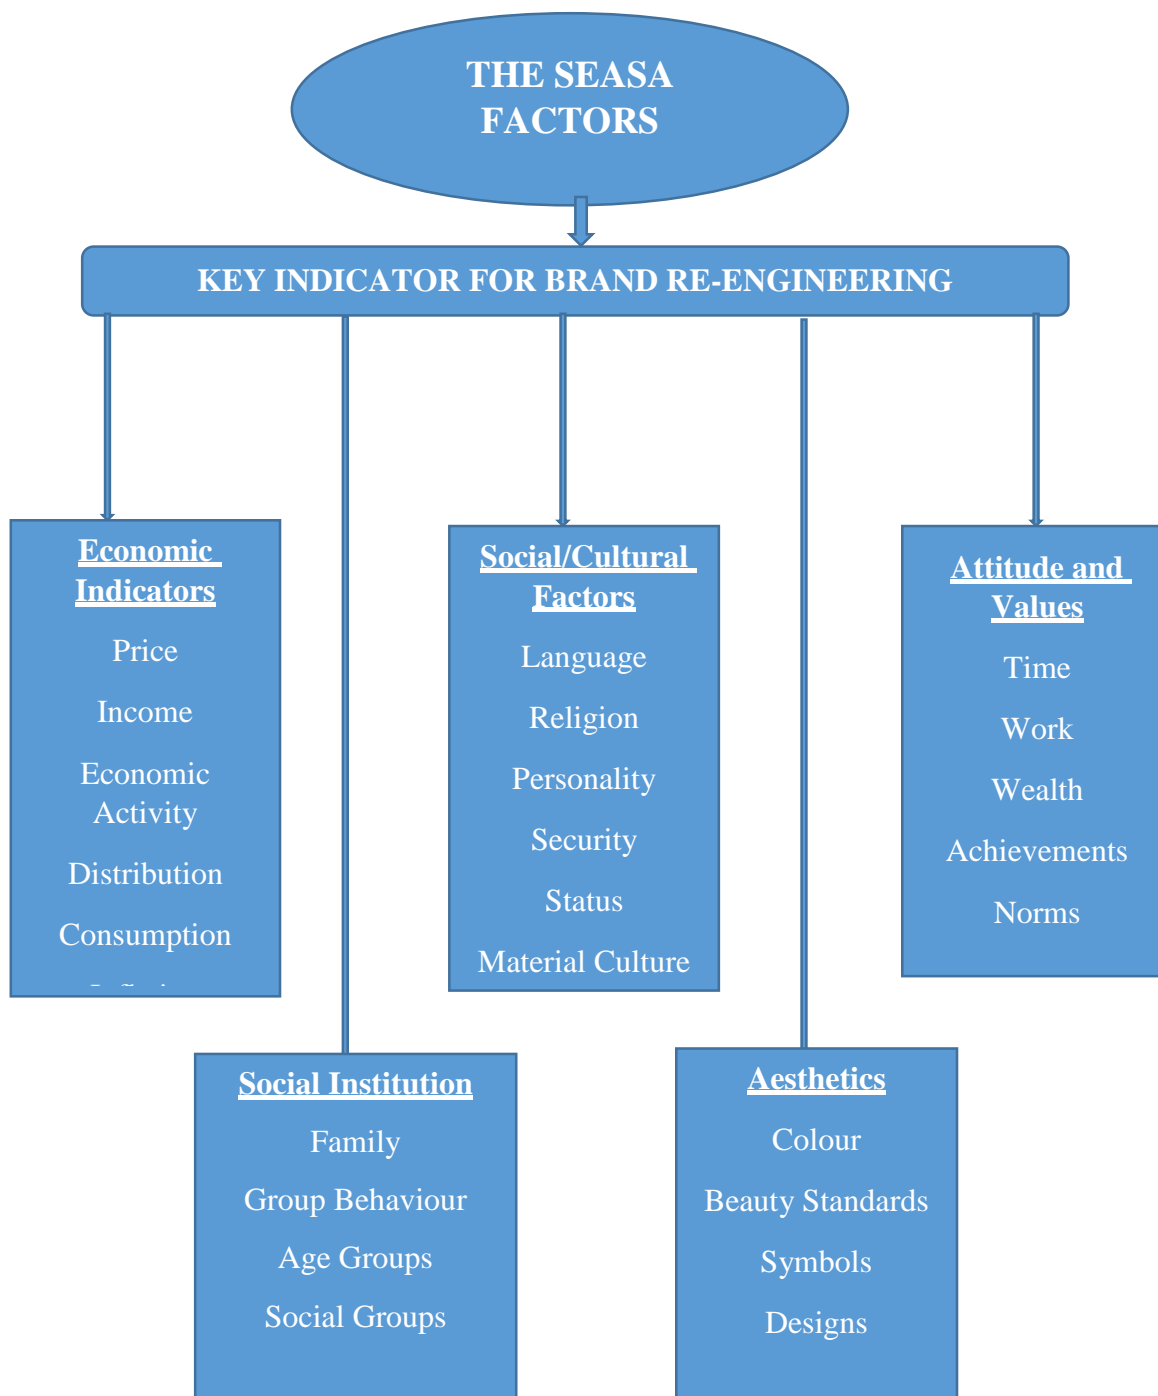 THE SEASA
FACTORS
KEY INDICATOR FOR BRAND RE-ENGINEERING
Economic
Indicators
Price
Income
Economic
Activity
Distribution
Consumption
Social/Cultural
Factors
Language
Religion
Personality
Security
Status
Material Culture
Attitude and
Values
Time
Work
Wealth
Achievements
Norms
Social Institution
Family
Group Behaviour
Age Groups
Social Groups
Aesthetics
Colour
Beauty Standards
Symbols
Designs